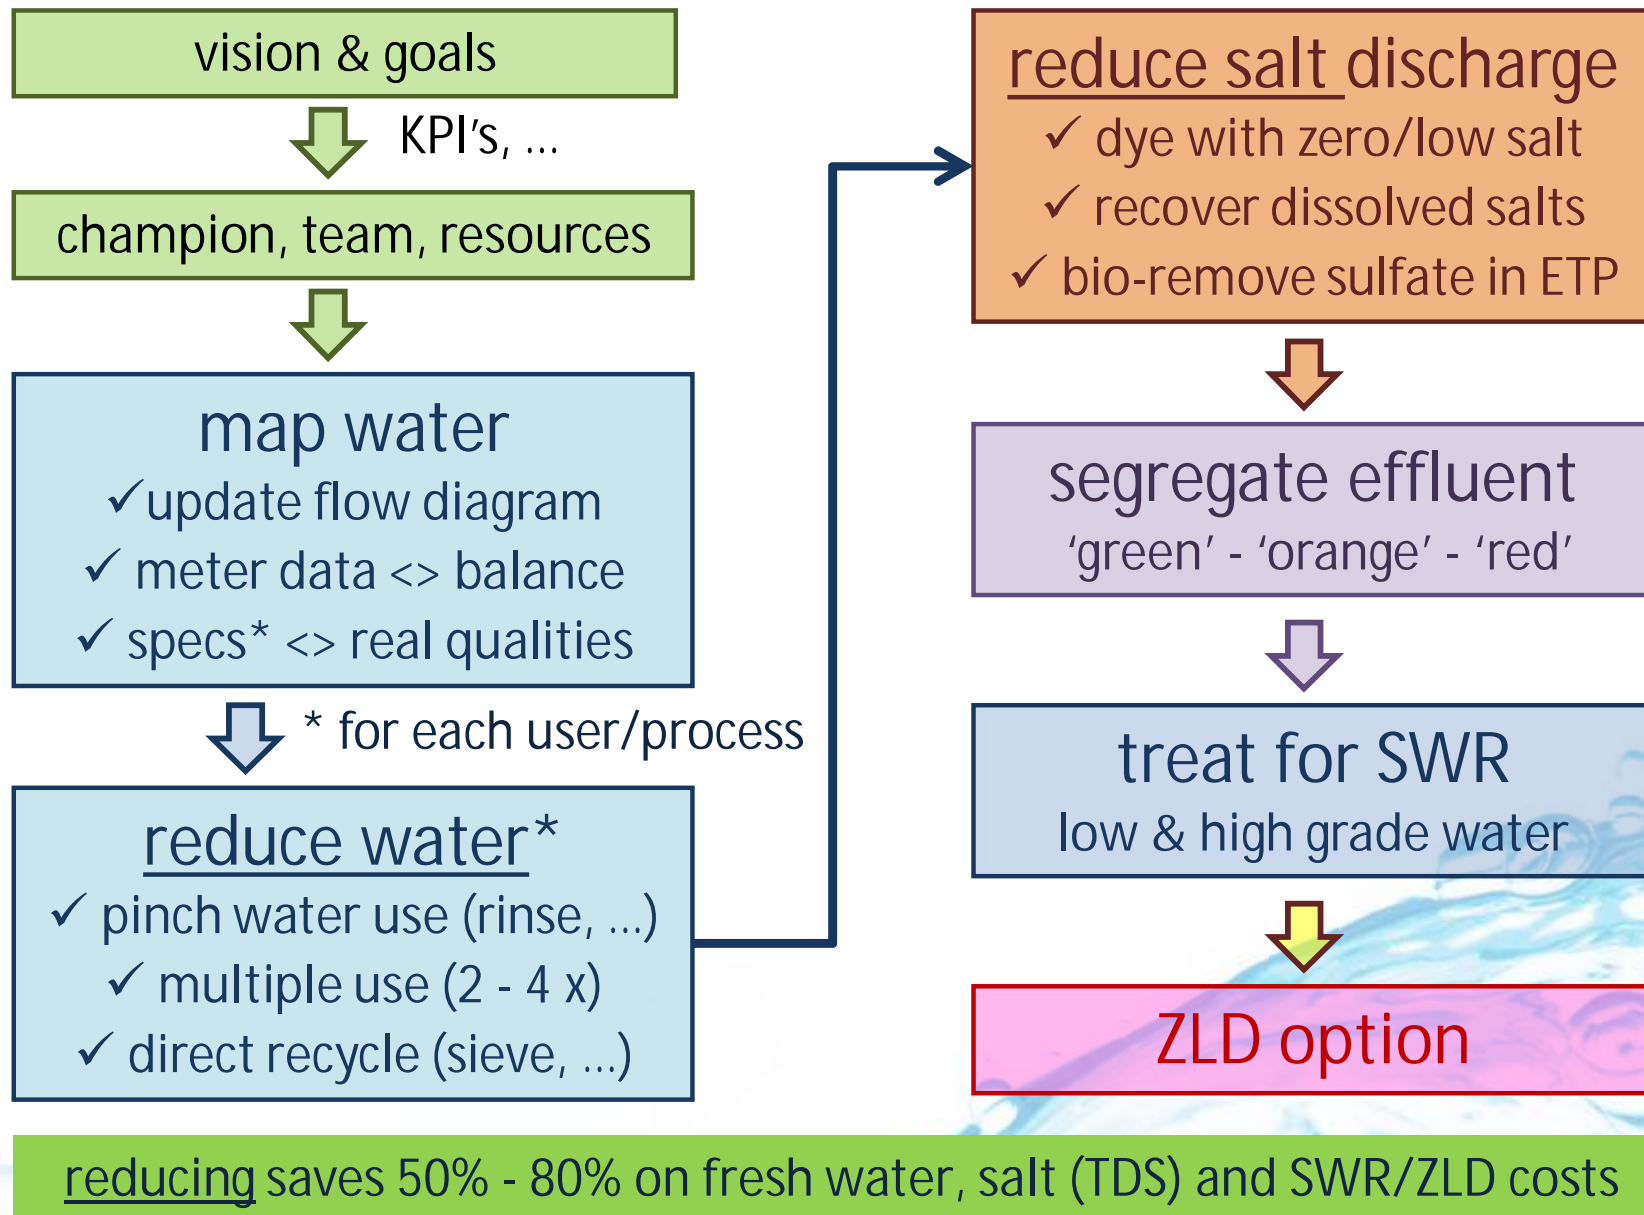 vision & goals
KPI's, ...
champion, team, resources
map water
✓update flow diagram
✓ meter data <> balance
✓ specs* <> real qualities
* for each user/process
reduce water*
✓ pinch water use (rinse, ...)
✓ multiple use (2 - 4 x)
✓ direct recycle (sieve, ...)
reduce salt discharge
✓ dye with zero/low salt
✓ recover dissolved salts
✓ bio-remove sulfate in ETP
segregate effluent
‘green’ - ‘orange’ - ‘red’
treat for SWR
low & high grade water
ZLD option
reducing saves 50% - 80% on fresh water, salt (TDS) and SWR/ZLD costs